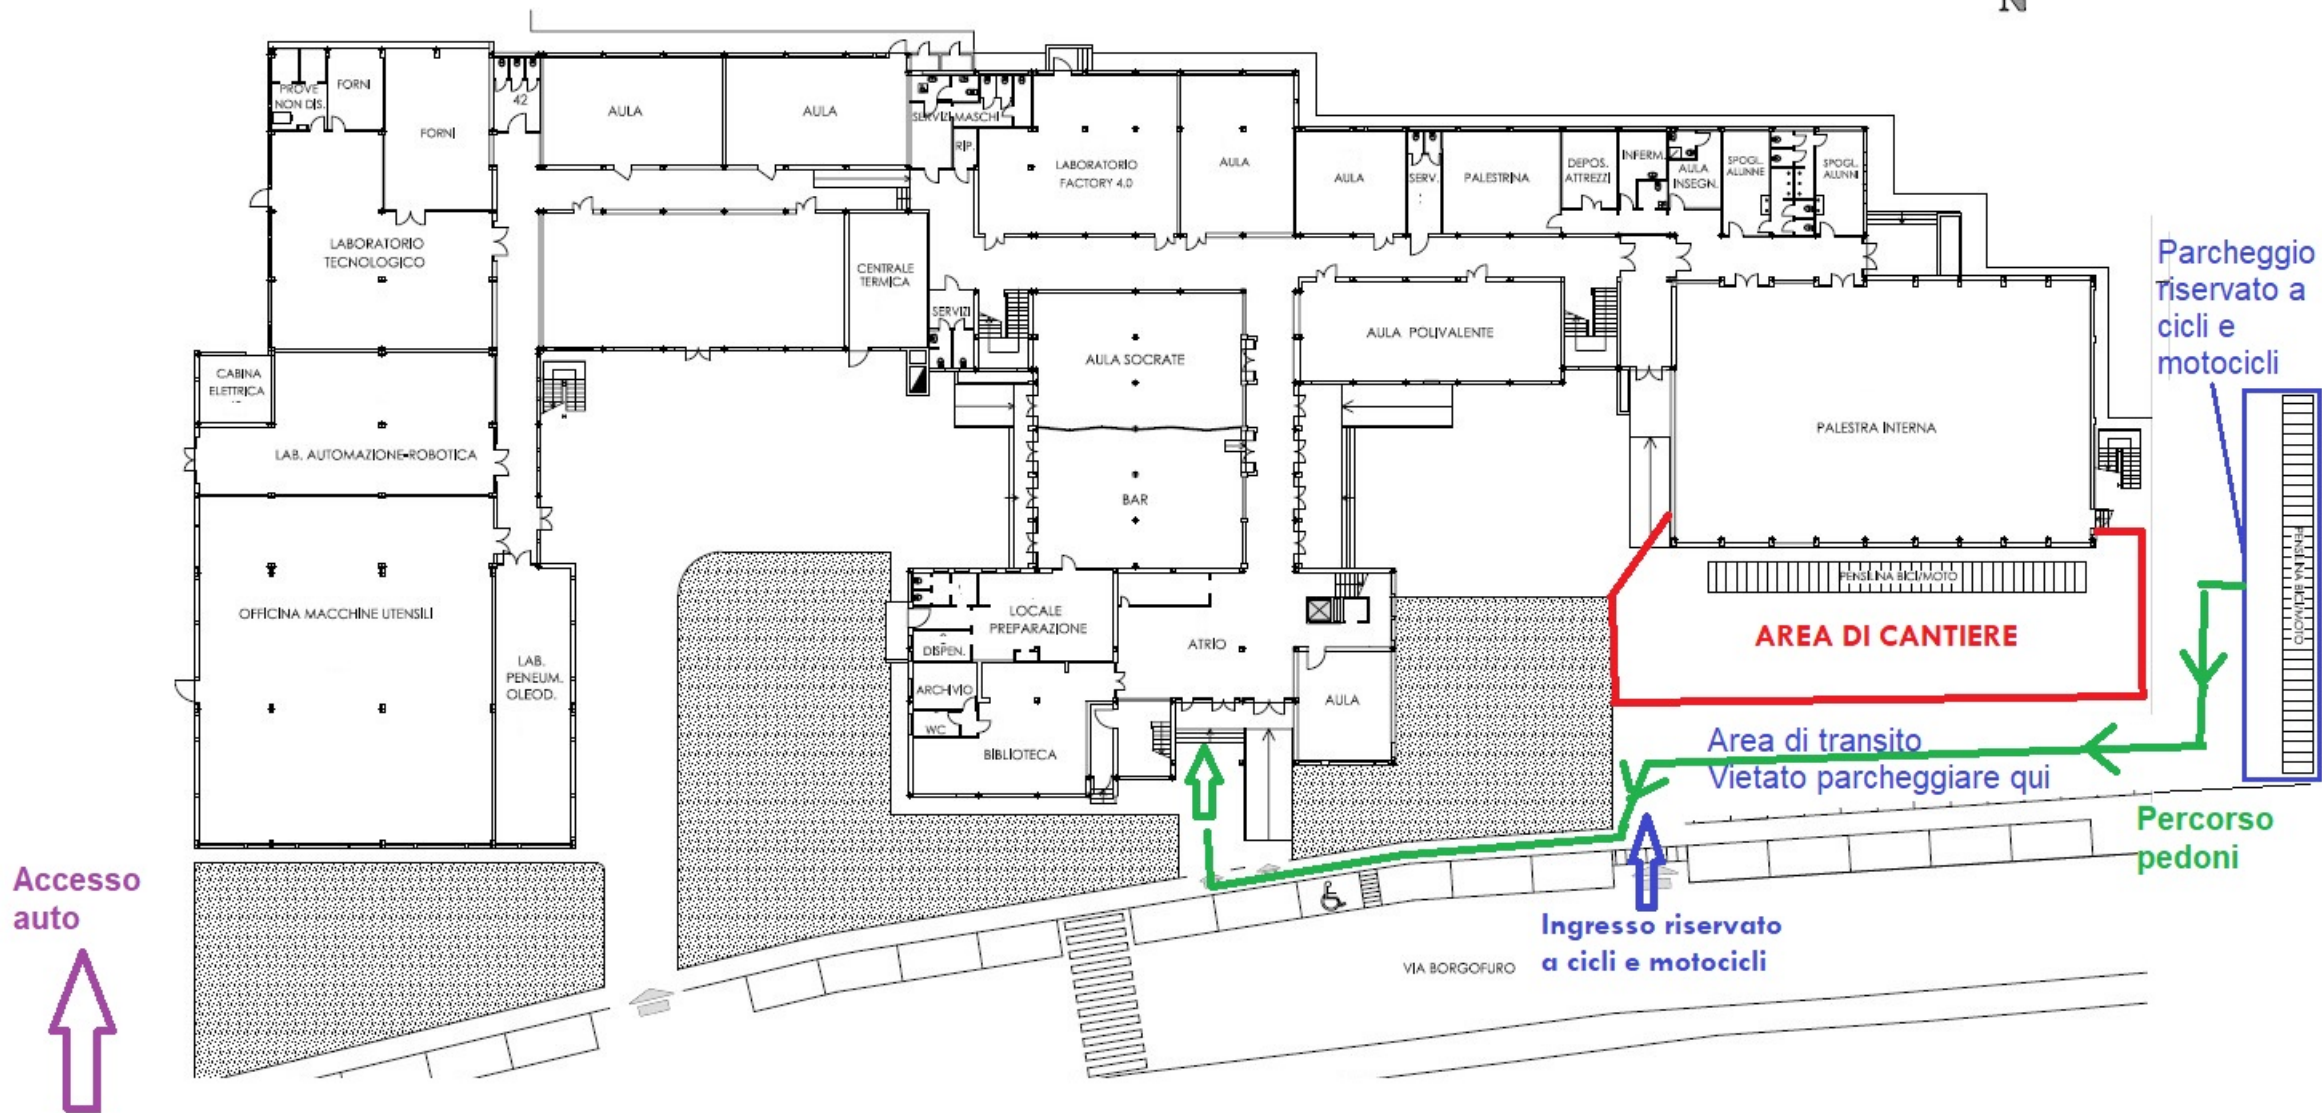 N
PROVE
NON DIS.
FORNI
FORNI
42
AULA
AULA
SERVIZI MASCHI
RIP.
LABORATORIO
FACTORY 4.0
AULA
AULA
SERV.
PALESTRINA
DEPOS.
ATTREZZI
INFERM.
AULA
INSEGN.
SPOGL.
ALUNNE
SPOGL.
ALUNNI
LABORATORIO
TECNOLOGICO
CENTRALE
TERMICA
SERVIZI
AULA SOCRATE
AULA POLIVALENTE
Parcheggio
riservato a
cicli e
motocicli
CABINA
ELETTRICA
LAB. AUTOMAZIONE-ROBOTICA
BAR
PALESTRA INTERNA
OFFICINA MACCHINE UTENSILI
LAB.
PENEUM.
OLEOD.
LOCALE
PREPARAZIONE
DISPEN.
ARCHIVIO
WC
BIBLIOTECA
ATRIO
AULA
PENSILINA BICI/MOTO
AREA DI CANTIERE
PENSILINA BICI/MOTO
Area di transito
Vietato parcheggiare qui
Percorso
pedoni
Accesso
auto
Ingresso riservato
a cicli e motocicli
VIA BORGOFURO